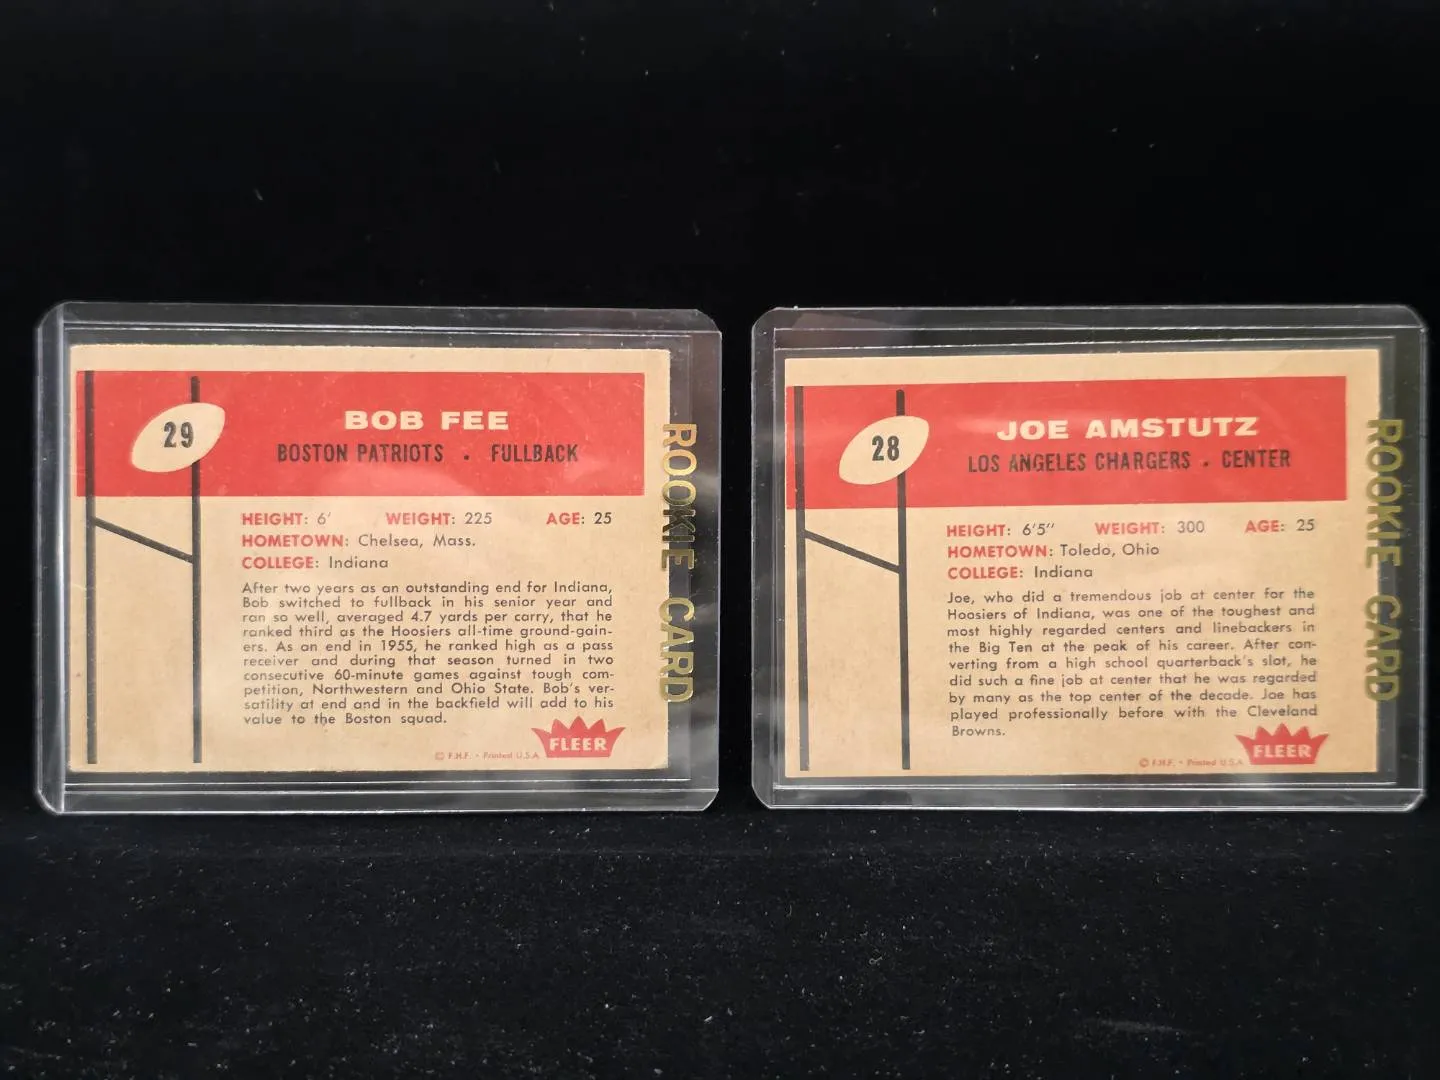 29
BOB FEE
BOSTON PATRIOTS . FULLBACK
HEIGHT: 6' WEIGHT: 225 AGE: 25
HOMETOWN: Chelsea, Mass.
COLLEGE: Indiana
After two years as an outstanding end for Indiana,
Bob switched to fullback in his senior year and
ran so well, averaged 4.7 yards per carry, that he
ranked third as the Hoosiers all-time ground-gain-
ers. As an end in 1955, he ranked high as a pass
receiver and during that season turned in two
consecutive 60-minute games against tough com-
petition, Northwestern and Ohio State. Bob's ver-
satility at end and in the backfield will add to his
value to the Boston squad.
© F.H.F. • Printed U.S.A.
FLEER
ROOKIE CARD
28
JOE AMSTUTZ
LOS ANGELES CHARGERS . CENTER
HEIGHT: 6'5" WEIGHT: 300 AGE: 25
HOMETOWN: Toledo, Ohio
COLLEGE: Indiana
Joe, who did a tremendous job at center for the
Hoosiers of Indiana, was one of the toughest and
most highly regarded centers and linebackers in
the Big Ten at the peak of his career. After con-
verting from a high school quarterback's slot, he
did such a fine job at center that he was regarded
by many as the top center of the decade. Joe has
played professionally before with the Cleveland
Browns.
© F.H.F. • Printed U.S.A.
FLEER
ROOKIE CARD